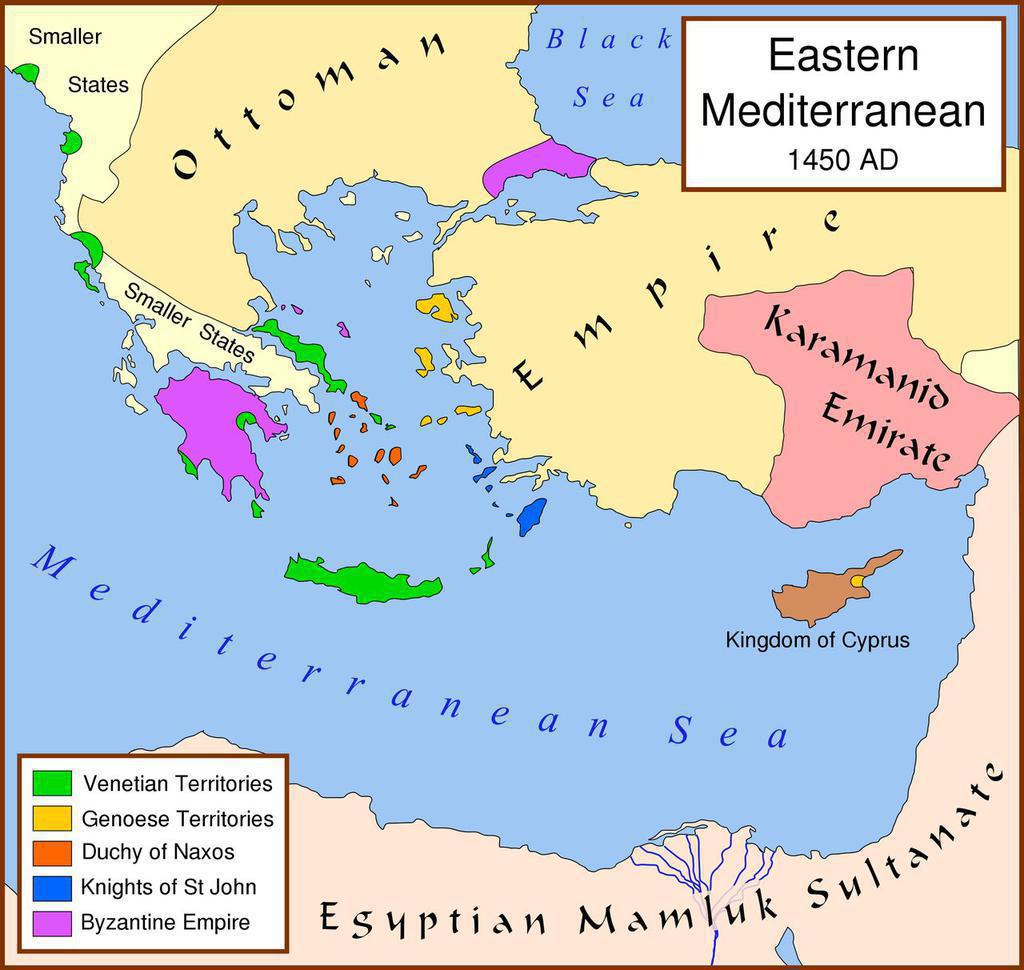 Smaller
States
Ottoman
Empire
Black
Sea
Eastern
Mediterranean
1450 AD
Smaller States
Karamanid
Emirate
Mediterranean Sea
Kingdom of Cyprus
Venetian Territories
Genoese Territories
Duchy of Naxos
Knights of St John
Byzantine Empire
Egyptian Mamluk Sultanate